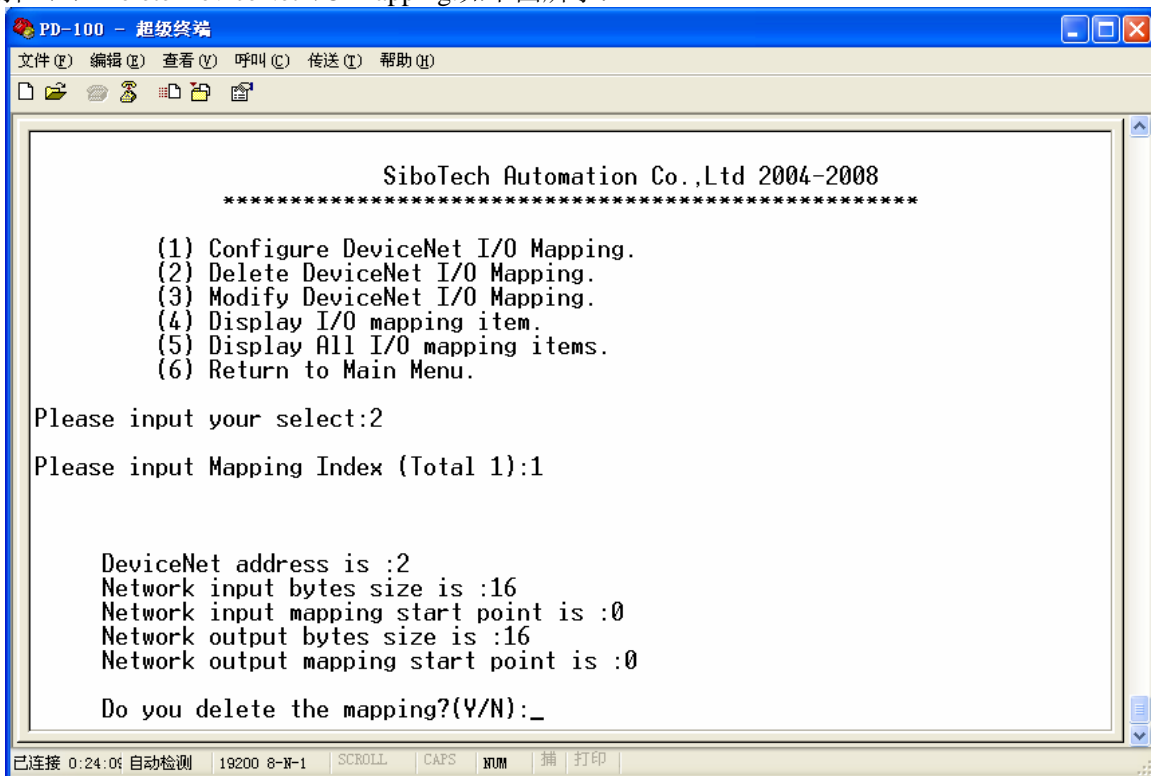 PD-100 - 超级终端
文件(F) 编辑(E) 查看(V) 呼叫(C) 传送(T) 帮助(H)
SiboTech Automation Co.,Ltd 2004-2008
****************************************************
(1) Configure DeviceNet I/O Mapping.
(2) Delete DeviceNet I/O Mapping.
(3) Modify DeviceNet I/O Mapping.
(4) Display I/O mapping item.
(5) Display All I/O mapping items.
(6) Return to Main Menu.
Please input your select:2
Please input Mapping Index (Total 1):1
DeviceNet address is :2
Network input bytes size is :16
Network input mapping start point is :0
Network output bytes size is :16
Network output mapping start point is :0
Do you delete the mapping?(Y/N):_
已连接 0:24:09 自动检测 19200 8-N-1 SCROLL CAPS NUM 捕 打印